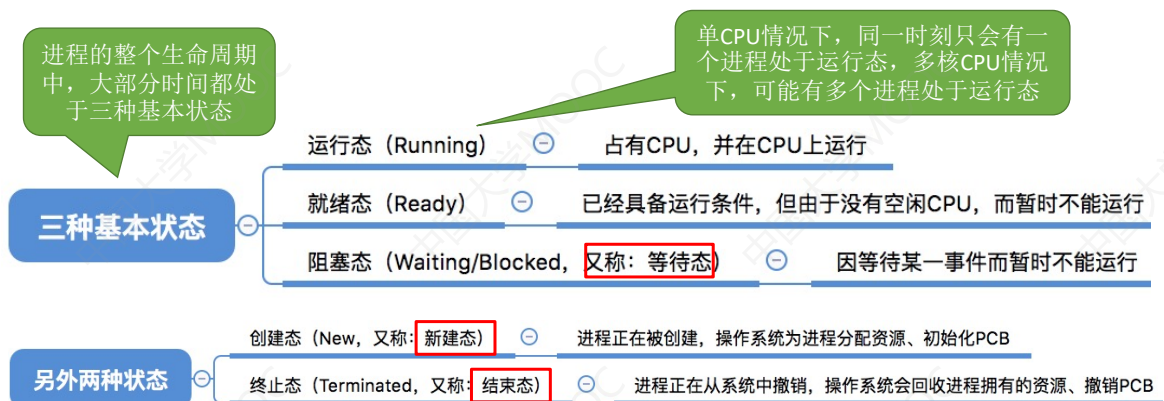 进程的整个生命周期
中，大部分时间都处
于三种基本状态
单CPU情况下，同一时刻只会有一
个进程处于运行态，多核CPU情况
下，可能有多个进程处于运行态
三种基本状态
运行态（Running） 占有CPU，并在CPU上运行
就绪态（Ready） 已经具备运行条件，但由于没有空闲CPU，而暂时不能运行
阻塞态（Waiting/Blocked，又称：等待态） 因等待某一事件而暂时不能运行
另外两种状态
创建态（New，又称：新建态） 进程正在被创建，操作系统为进程分配资源、初始化PCB
终止态（Terminated，又称：结束态） 进程正在从系统中撤销，操作系统会回收进程拥有的资源、撤销PCB